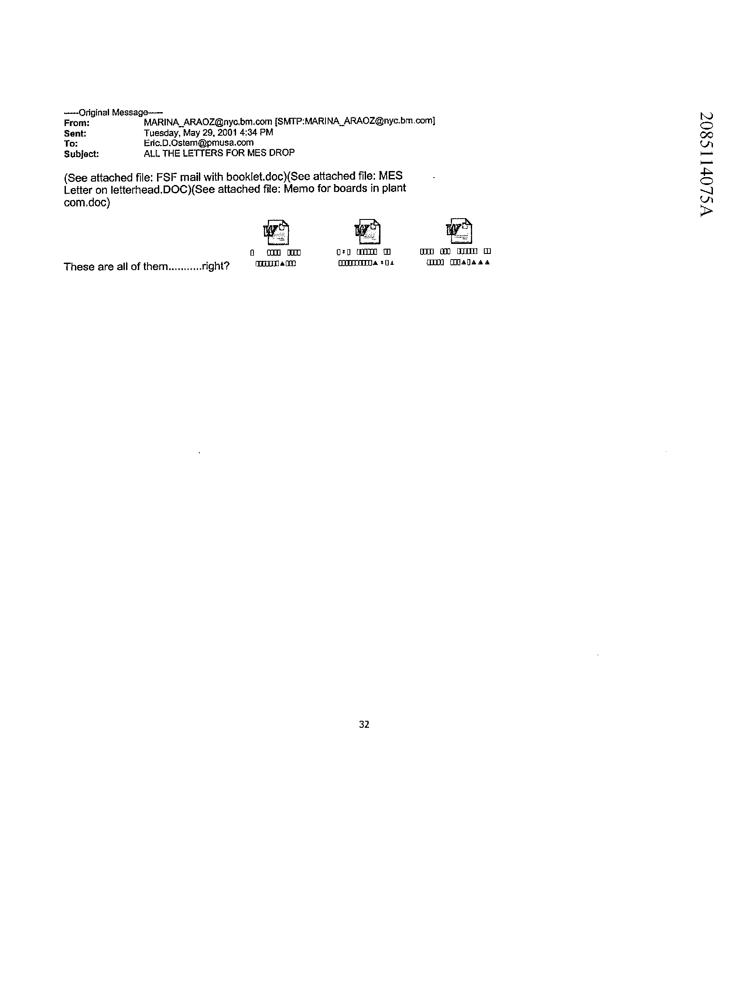 -----Original Message-----
From: MARINA_ARAOZ@nyc.bm.com [SMTP:MARINA_ARAOZ@nyc.bm.com]
Sent: Tuesday, May 29, 2001 4:34 PM
To: Eric.D.Ostern@pmusa.com
Subject: ALL THE LETTERS FOR MES DROP
(See attached file: FSF mail with booklet.doc)(See attached file: MES
Letter on letterhead.DOC)(See attached file: Memo for boards in plant
com.doc)
These are all of them...........right?
32
2085114075A